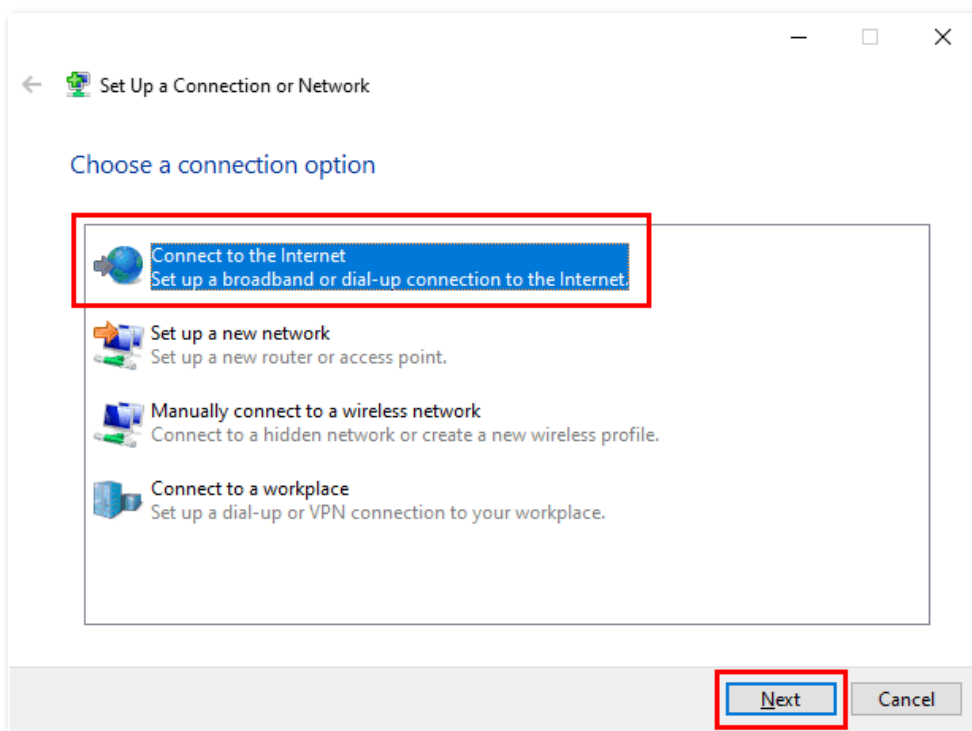 Set Up a Connection or Network
Choose a connection option
Connect to the Internet
Set up a broadband or dial-up connection to the Internet.
Set up a new network
Set up a new router or access point.
Manually connect to a wireless network
Connect to a hidden network or create a new wireless profile.
Connect to a workplace
Set up a dial-up or VPN connection to your workplace.
Next
Cancel